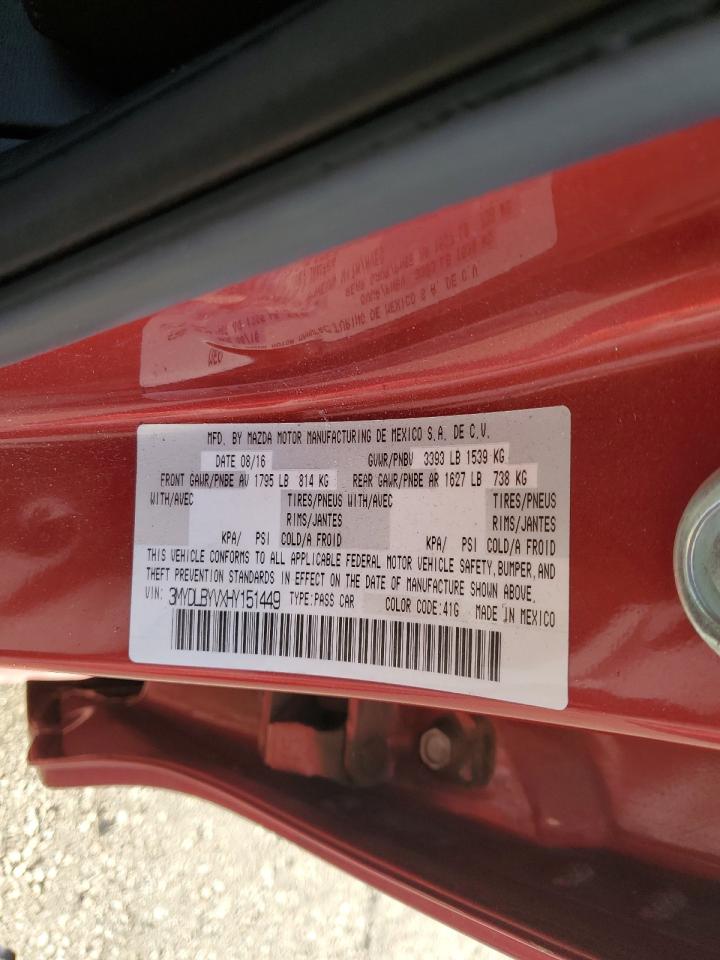 MFD. BY MAZDA MOTOR MANUFACTURING DE MEXICO S.A. DE C.V.
DATE 08/16 GVWR/PNBV 3393 LB 1539 KG
FRONT GAWR/PNBE AV 1795 LB 814 KG REAR GAWR/PNBE AR 1627 LB 738 KG
WITH/AVEC TIRES/PNEUS WITH/AVEC TIRES/PNEUS
RIMS/JANTES RIMS/JANTES
KPA/ PSI COLD/A FROID KPA/ PSI COLD/A FROID
THIS VEHICLE CONFORMS TO ALL APPLICABLE FEDERAL MOTOR VEHICLE SAFETY, BUMPER, AND
THEFT PREVENTION STANDARDS IN EFFECT ON THE DATE OF MANUFACTURE SHOWN ABOVE.
VIN: 3MYDLBYVXHY151449 TYPE:PASS CAR COLOR CODE:41G MADE IN MEXICO